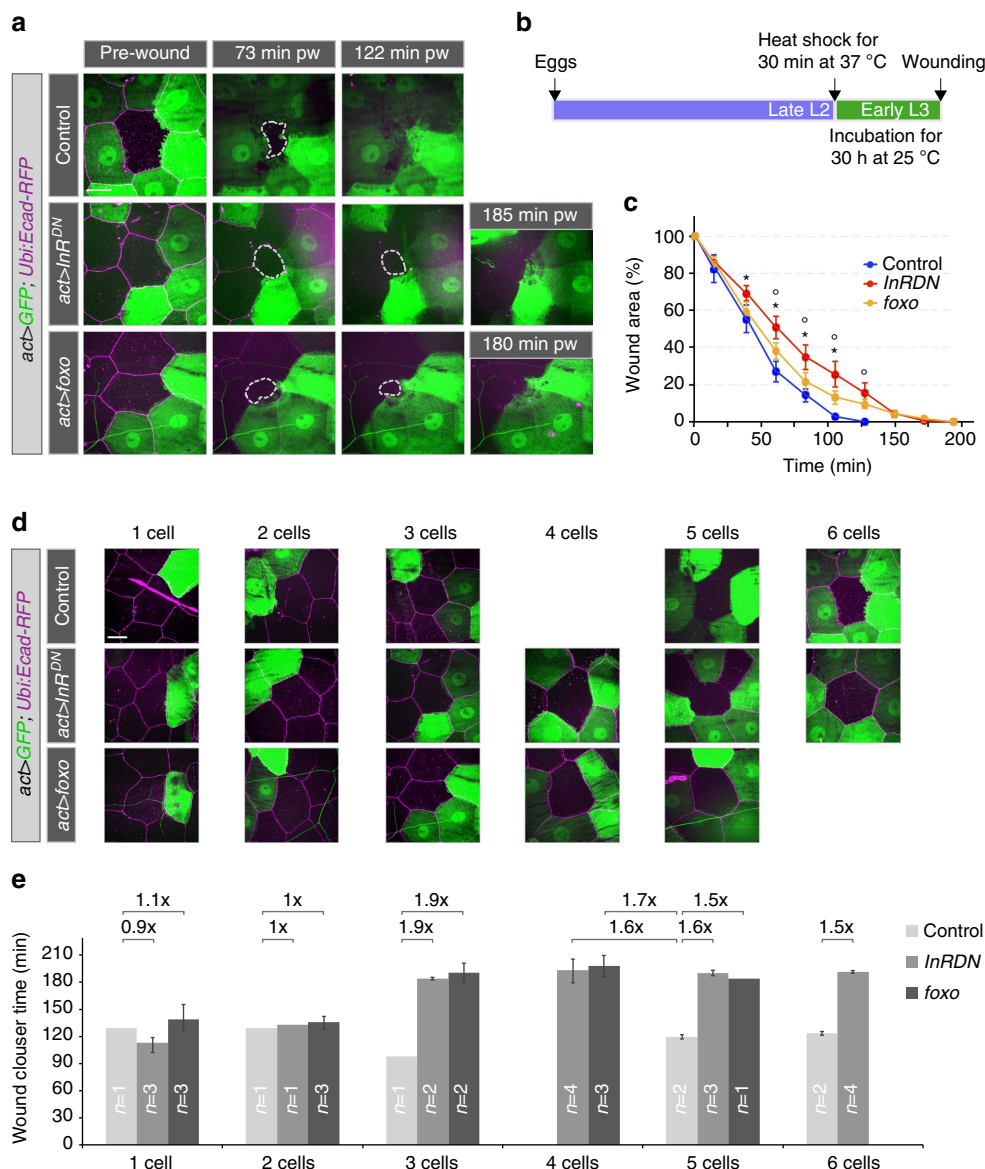 a
Pre-wound
73 min pw
122 min pw
act>GFP; Ubi:Ecad-RFP
Control
act>InR^DN
185 min pw
act>foxo
180 min pw
b
Eggs
Heat shock for
30 min at 37 °C
Wounding
Late L2
Early L3
Incubation for
30 h at 25 °C
c
Wound area (%)
100
80
60
40
20
0
Control
InRDN
foxo
* ° * ° * ° * °
0 50 100 150 200
Time (min)
d
1 cell 2 cells 3 cells 4 cells 5 cells 6 cells
act>GFP; Ubi:Ecad-RFP
Control
act>InR^DN
act>foxo
e
1.1x 1x 1.9x 1.7x 1.5x
0.9x 1x 1.9x 1.6x 1.6x 1.5x
Wound clouser time (min)
210
180
150
120
90
60
30
0
Control
InRDN
foxo
n=1 n=3 n=3 n=1 n=1 n=3 n=1 n=2 n=2 n=4 n=3 n=2 n=3 n=1 n=2 n=4
1 cell 2 cells 3 cells 4 cells 5 cells 6 cells